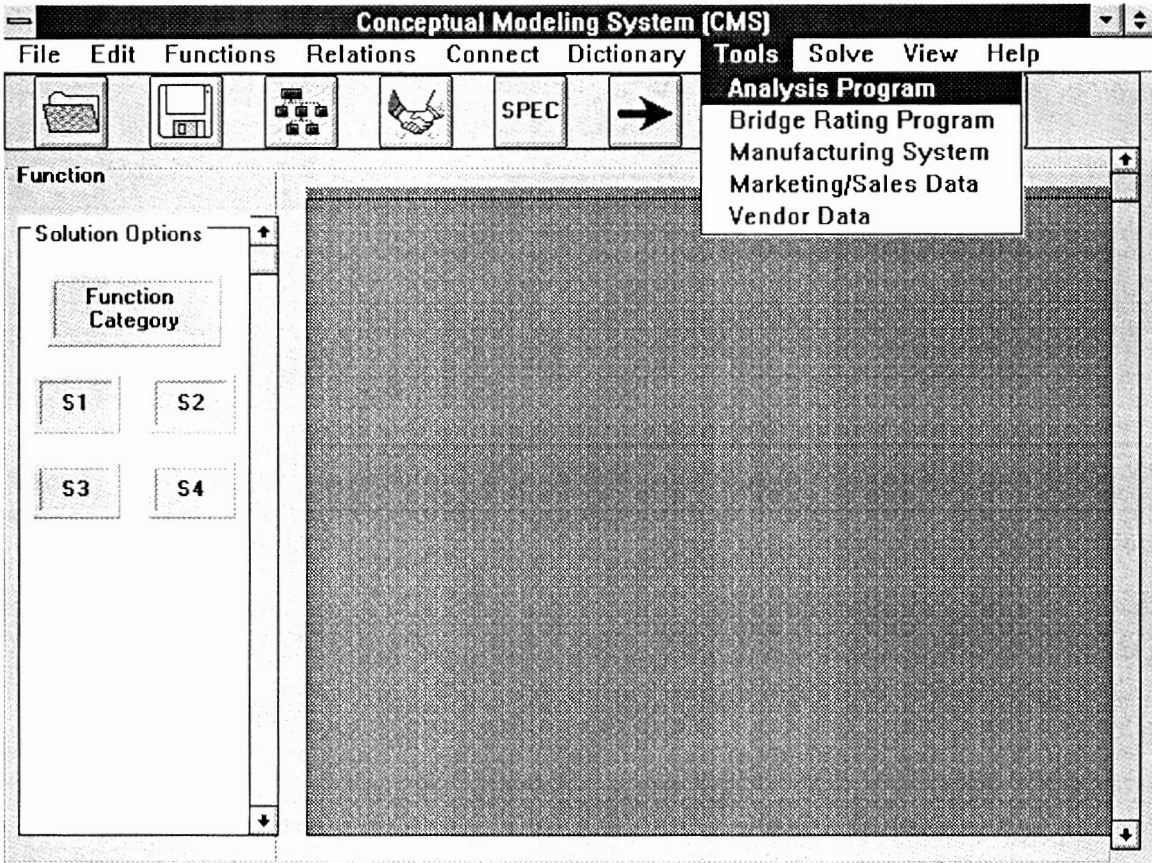 Conceptual Modeling System (CMS)
File Edit Functions Relations Connect Dictionary Tools Solve View Help
SPEC
Analysis Program
Bridge Rating Program
Manufacturing System
Marketing/Sales Data
Vendor Data
Function
Solution Options
Function
Category
S1 S2
S3 S4